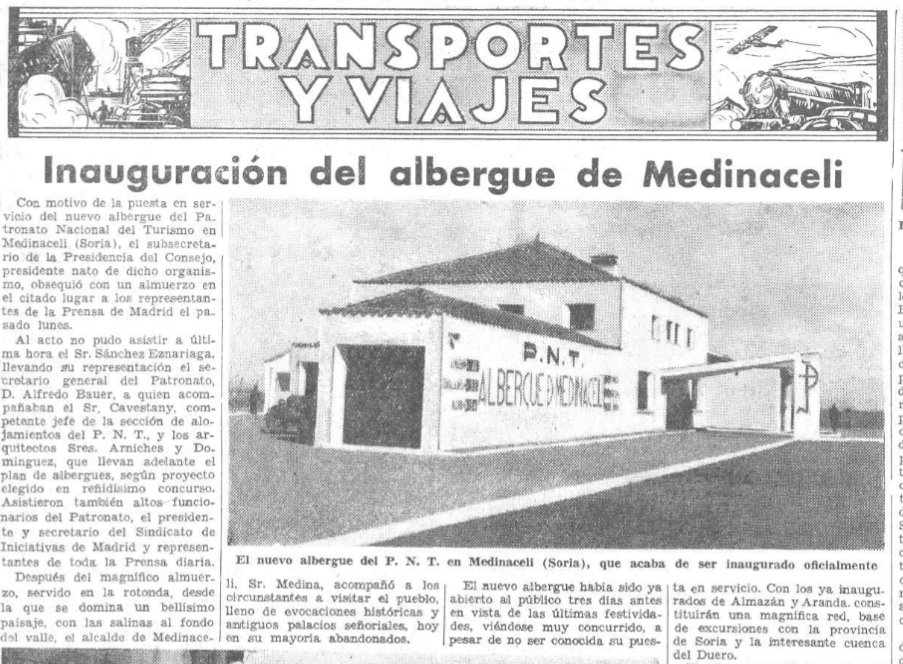 TRANSPORTES
Y VIAJES
Inauguración del albergue de Medinaceli
Con motivo de la puesta en ser-
vicio del nuevo albergue del Pa-
tronato Nacional del Turismo en
Medinaceli (Soria), el subsecreta-
rio de la Presidencia del Consejo,
presidente nato de dicho organis-
mo, obsequió con un almuerzo en
el citado lugar a los representan-
tes de la Prensa de Madrid el pa-
sado lunes.
Al acto no pudo asistir a últi-
ma hora el Sr. Sánchez Eznariaga,
llevando su representación el se-
cretario general del Patronato,
D. Alfredo Bauer, a quien acom-
pañaban el Sr. Cavestany, com-
petente jefe de la sección de alo-
jamientos del P. N. T., y los ar-
quitectos Sres. Arniches y Do-
mínguez, que llevan adelante el
plan de albergues, según proyecto
elegido en reñidísimo concurso.
Asistieron también altos funcio-
narios del Patronato, el presiden-
te y secretario del Sindicato de
Iniciativas de Madrid y represen-
tantes de toda la Prensa diaria.
Después del magnífico almuer-
zo, servido en la rotonda, desde
la que se domina un bellísimo
paisaje, con las salinas al fondo
del valle, el alcalde de Medinace-
P.N.T.
ALBERGUE D MEDINACELI
El nuevo albergue del P. N. T. en Medinaceli (Soria), que acaba de ser inaugurado oficialmente
li, Sr. Medina, acompañó a los
circunstantes a visitar el pueblo,
lleno de evocaciones históricas y
antiguos palacios señoriales, hoy
en su mayoría abandonados.
El nuevo albergue había sido ya
abierto al público tres días antes
en vista de las últimas festivida-
des, viéndose muy concurrido, a
pesar de no ser conocida su pues-
ta en servicio. Con los ya inaugu-
rados de Almazán y Aranda. cons-
tituirán una magnífica red, base
de excursiones con la provincia
de Soria y la interesante cuenca
del Duero.